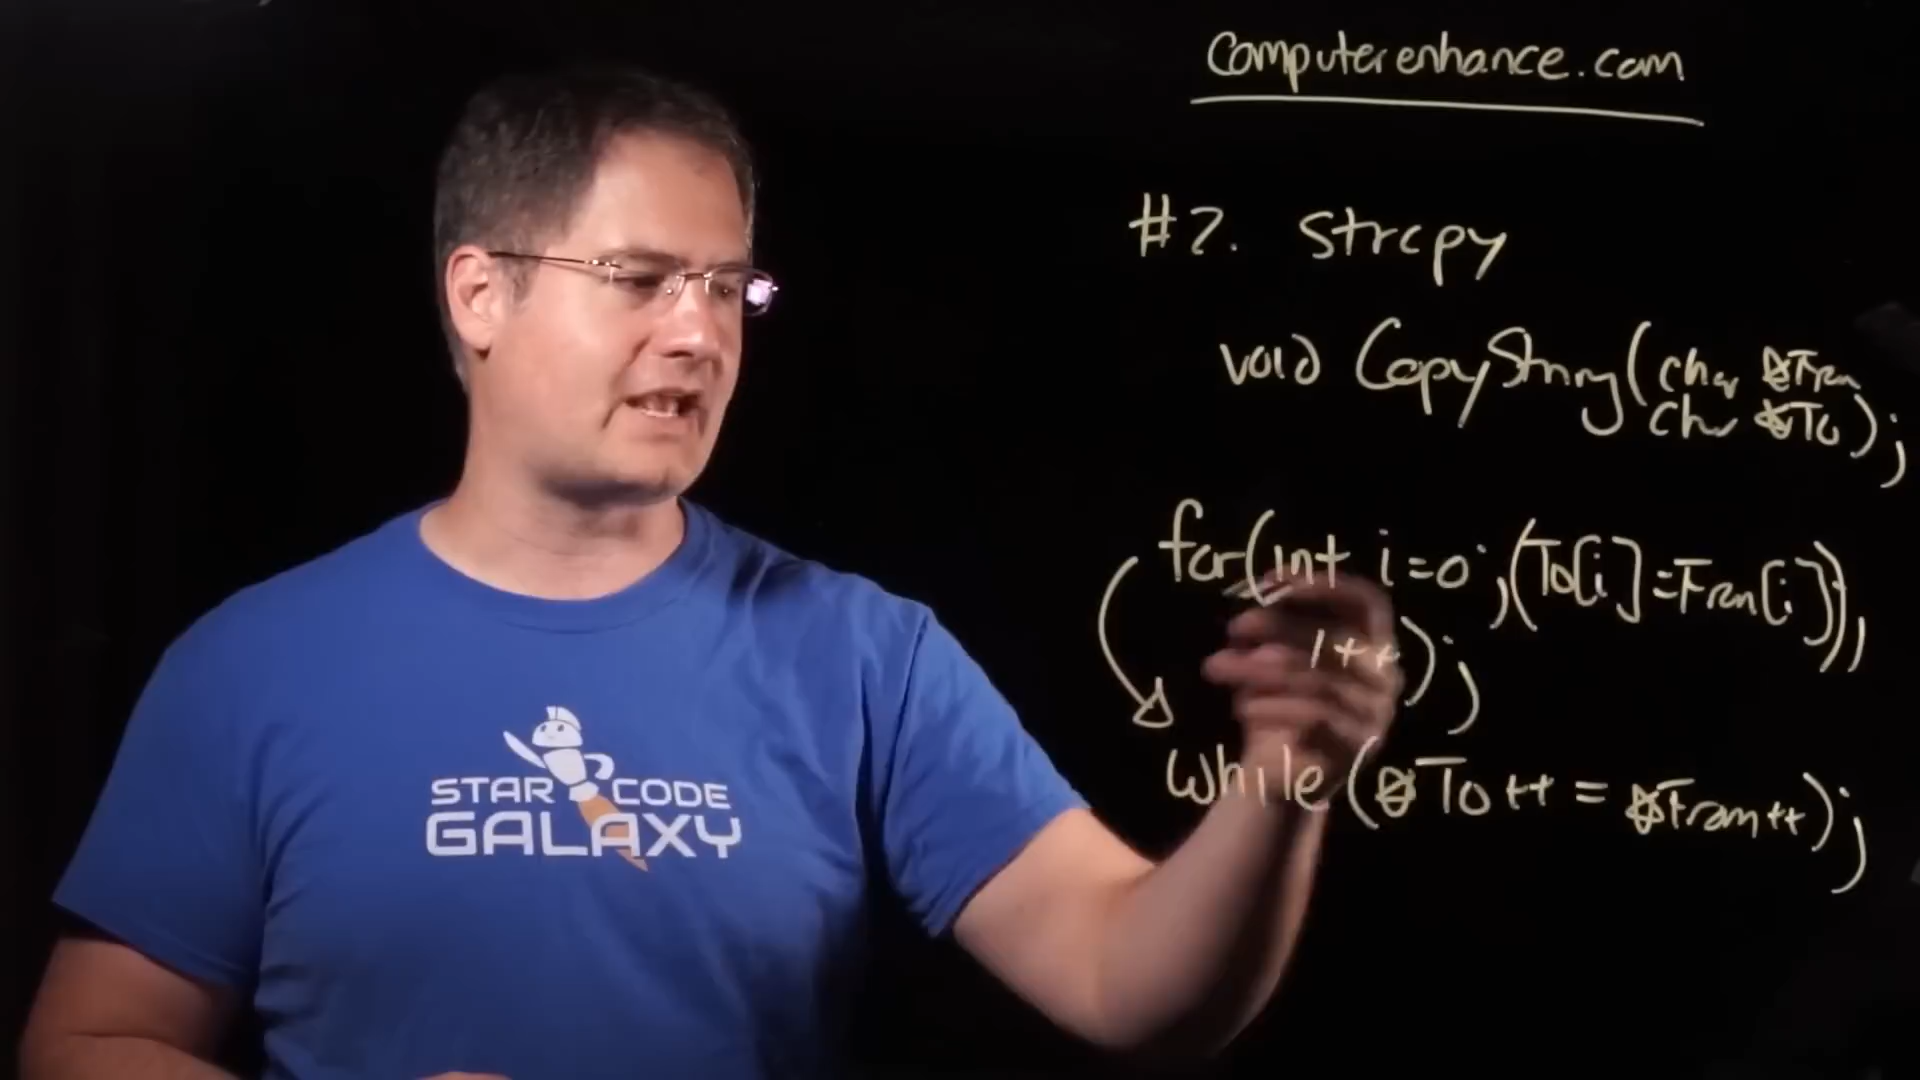 computerenhance.com
#2. strcpy
void CopyString(char *From,
char *To);
for(int i=0;(To[i]=From[i]);
i++);
while(*To++ = *From++);
STAR CODE
GALAXY